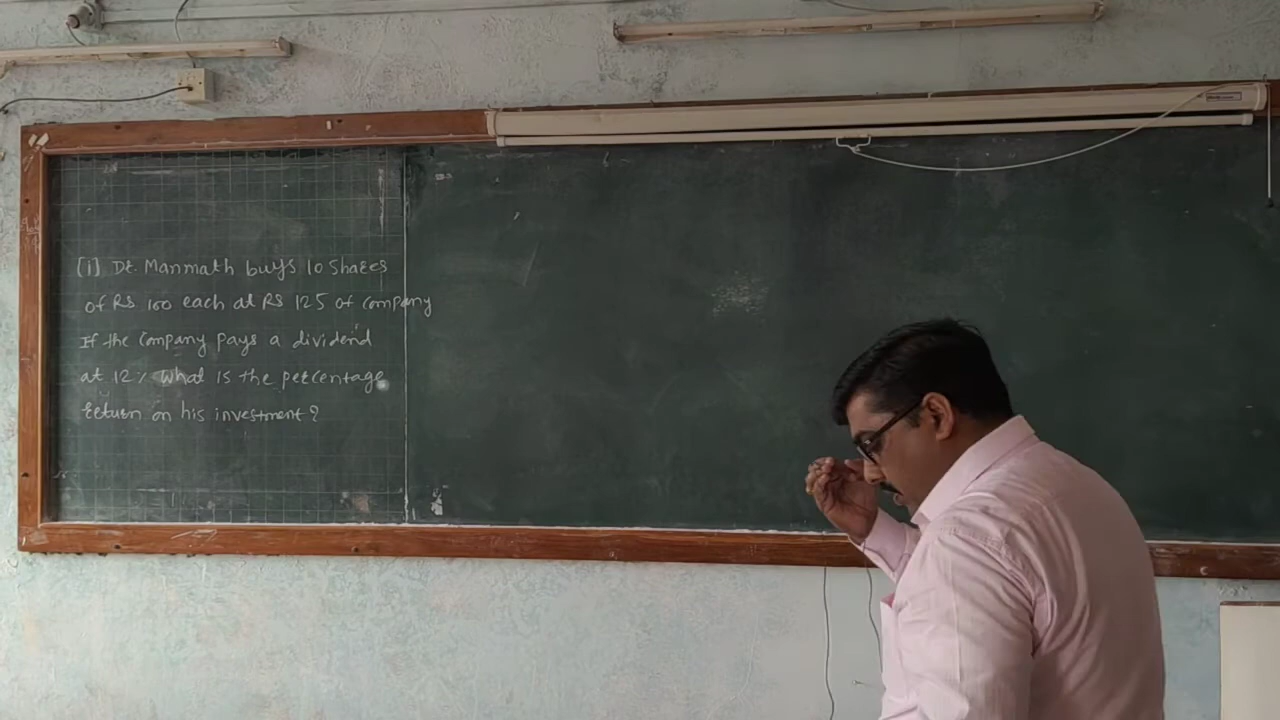 [i] Dr. Manmath buys 10 Shares
of RS 100 each at RS 125 of company
If the company pays a dividend
at 12% What is the percentage
return on his investment?